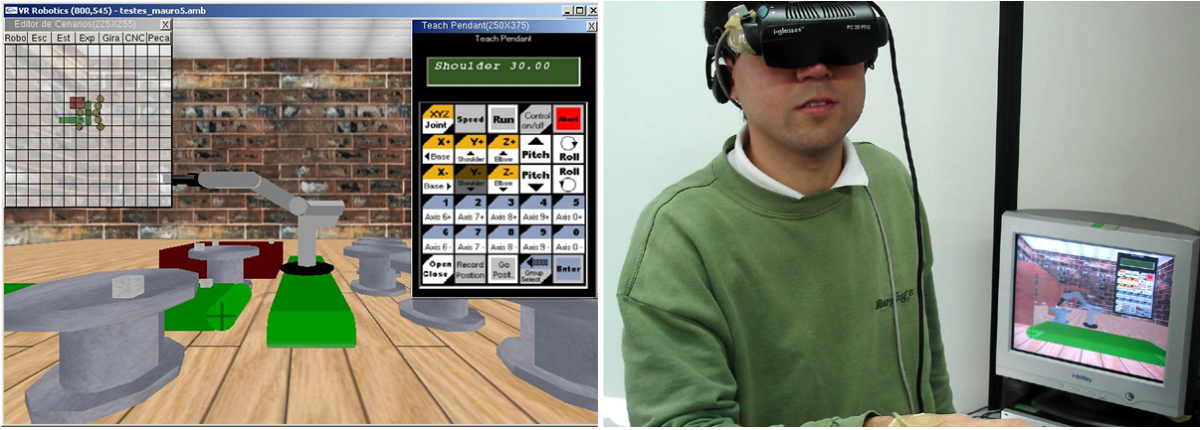 VR Robotics (800,545) - testes_mauro5.amb
Editor de Cenarios(225X255) X
Robo Esc Est Exp Gira CNC Peca
Teach Pendant(250X375) X
Teach Pendant
Shoulder 30.00
XYZ Joint Speed Run Control on/off Abort
X+ Base Y+ Shoulder Z+ Elbow Pitch Roll
X- Base Y- Shoulder Z- Elbow Pitch Roll
1 2 3 4 5
Axis 6+ Axis 7+ Axis 8+ Axis 9+ Axis 0+
6 7 8 9 0
Axis 6- Axis 7- Axis 8- Axis 9- Axis 0-
Open Close Record Position Go Posit. Group Select Enter
i-glasses
PC 3D PRO